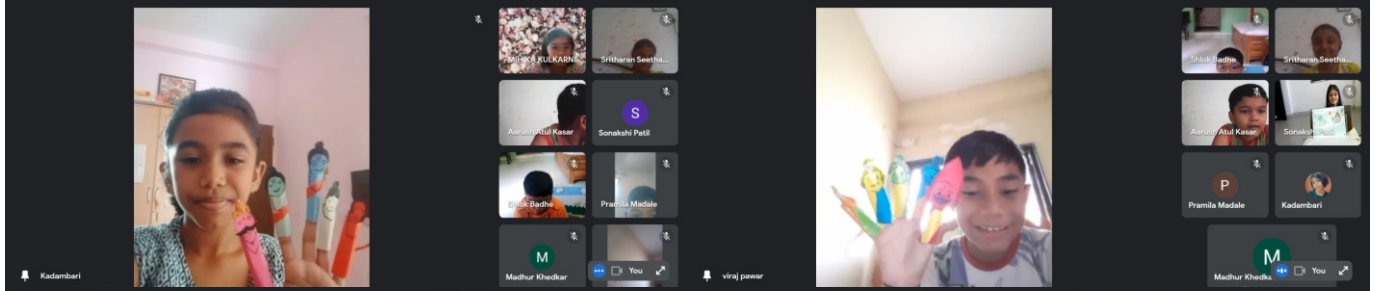 MIHIKA KULKARNI
Sritharan Seetha...
Aarush Atul Kasar
S
Sonakshi Patil
Shlok Badhe
Pramila Madale
M
Madhur Khedkar
You
Kadambari
Shlok Badhe
Sritharan Seetha...
Aarush Atul Kasar
Sonakshi Patil
P
Pramila Madale
Kadambari
M
Madhur Khedka
You
viraj pawar